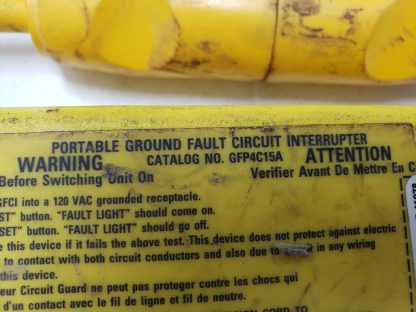 PORTABLE GROUND FAULT CIRCUIT INTERRUPTER
WARNING CATALOG NO. GFP4C15A ATTENTION
Before Switching Unit On Verifier Avant De Mettre En C
GFCI into a 120 VAC grounded receptacle.
ST" button. "FAULT LIGHT" should come on.
SET" button. "FAULT LIGHT" should go off.
e this device if it fails the above test. This device does not protect against electric
to contact with both circuit conductors and also due to in any wiring
this device.
eur Circuit Guard ne peut pas proteger contre les chocs qui
d'un contact avec le fil de ligne et fil de neutre.